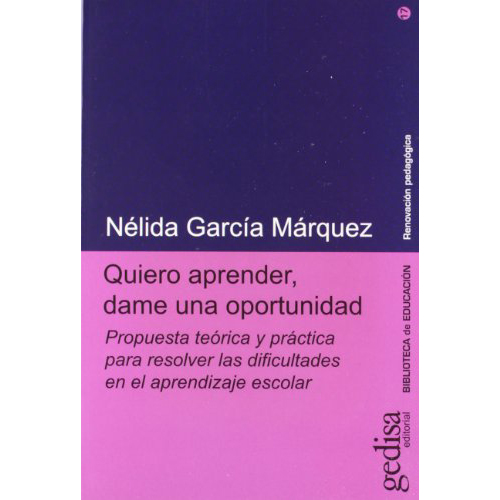 17
Renovación pedagógica
Nélida García Márquez
BIBLIOTECA de EDUCACIÓN
Quiero aprender,
dame una oportunidad
Propuesta teórica y práctica
para resolver las dificultades
en el aprendizaje escolar
gedisa
editorial